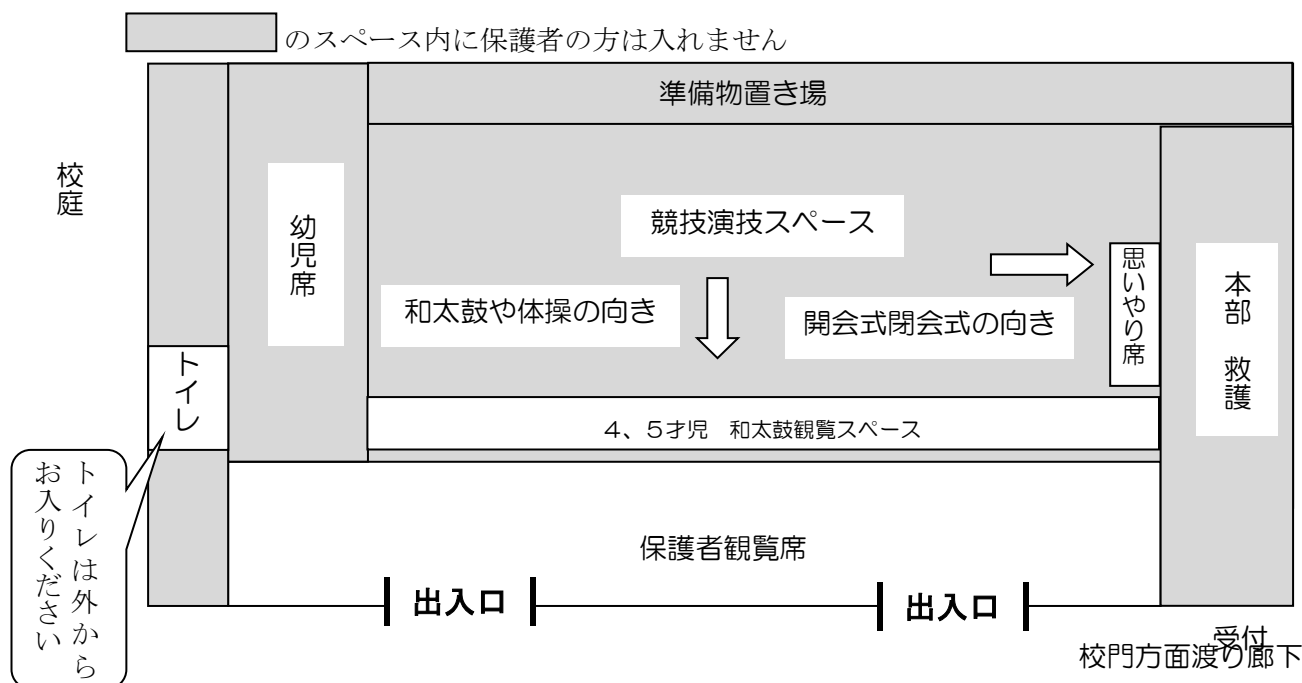 のスペース内に保護者の方は入れません
準備物置き場
校庭
幼児席
競技演技スペース
和太鼓や体操の向き
開会式閉会式の向き
思いやり席
本部 救護
トイレ
4、5才児 和太鼓観覧スペース
トイレは外から
お入りください
保護者観覧席
出入口
出入口
受付
校門方面渡り廊下